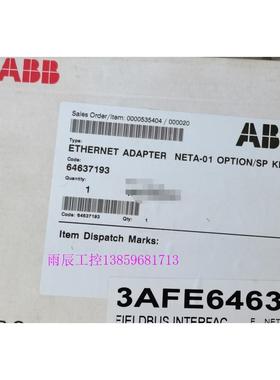 ABB
Sales Order/Item: 0000535404 / 000020
ABB
Type:
ETHERNET ADAPTER NETA-01 OPTION/SP KI
Code:
64637193
Quantity:
1
Code: 64637193
Qty: 1
Item Dispatch Marks:
雨辰工控13859681713
3AFE6463
FIELDBUS INTERFAC